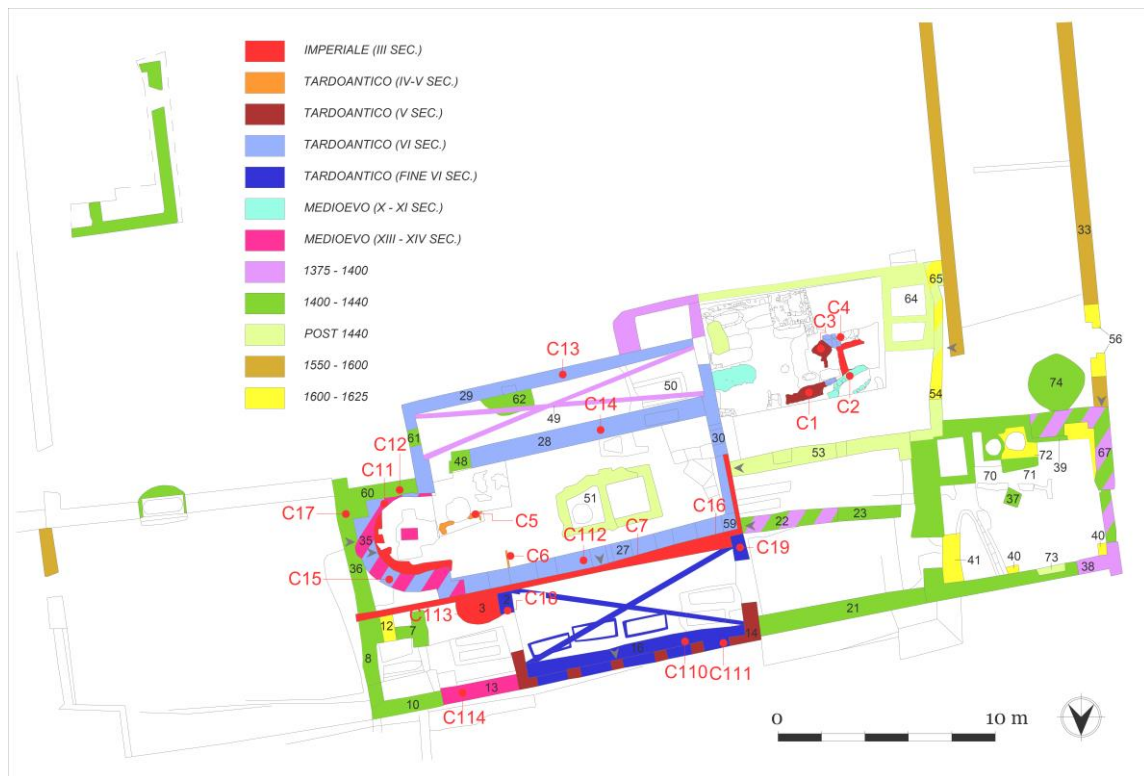 IMPERIALE (III SEC.)
TARDOANTICO (IV-V SEC.)
TARDOANTICO (V SEC.)
TARDOANTICO (VI SEC.)
TARDOANTICO (FINE VI SEC.)
MEDIOEVO (X - XI SEC.)
MEDIOEVO (XIII - XIV SEC.)
1375 - 1400
1400 - 1440
POST 1440
1550 - 1600
1600 - 1625
33
65
64
C4
C3
56
C13
50
C2
74
29
62
C14
49
C1
54
61
28
30
67
C12
48
53
72
39
C11
70
71
60
51
C16
37
C17
C5
C7
59
22
23
35
C6
C112
27
C19
40
36
C15
41
40
73
38
C113
3
C18
12
7
14
21
8
16
13
C110
C111
10
C114
0
10 m